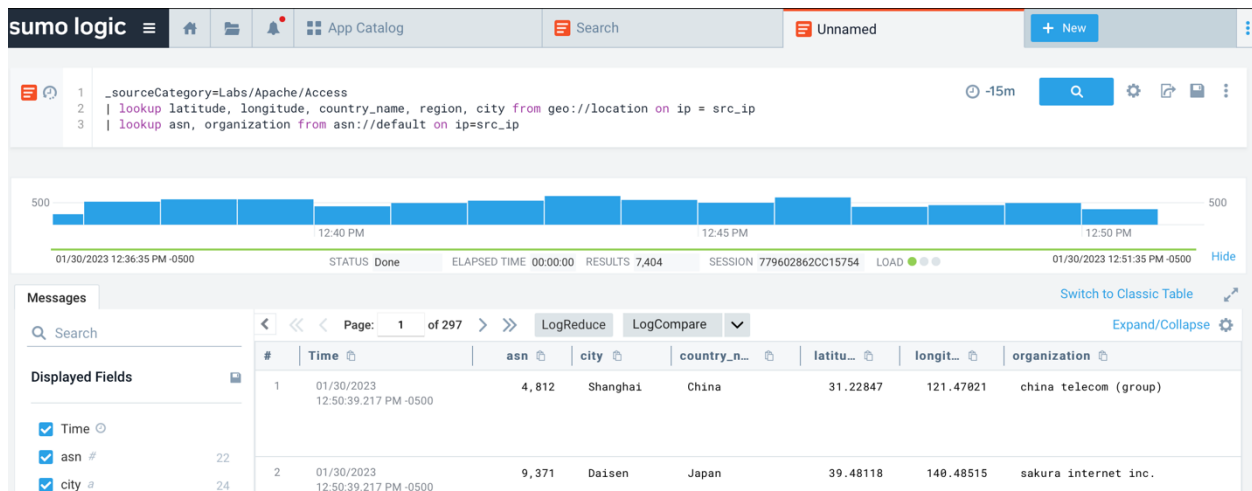 sumo logic
App Catalog
Search
Unnamed
+ New
1 _sourceCategory=Labs/Apache/Access
2 | lookup latitude, longitude, country_name, region, city from geo://location on ip = src_ip
3 | lookup asn, organization from asn://default on ip=src_ip
-15m
500 500
12:40 PM 12:45 PM 12:50 PM
01/30/2023 12:36:35 PM -0500 STATUS Done ELAPSED TIME 00:00:00 RESULTS 7,404 SESSION 779602862CC15754 LOAD 01/30/2023 12:51:35 PM -0500 Hide
Messages
Switch to Classic Table
Search
Page: 1 of 297 LogReduce LogCompare Expand/Collapse
# Time asn city country_n... latitu... longit... organization
Displayed Fields
1 01/30/2023 4,812 Shanghai China 31.22847 121.47021 china telecom (group)
12:50:39.217 PM -0500
Time
asn # 22
city a 24
2 01/30/2023 9,371 Daisen Japan 39.48118 140.48515 sakura internet inc.
12:50:39.217 PM -0500